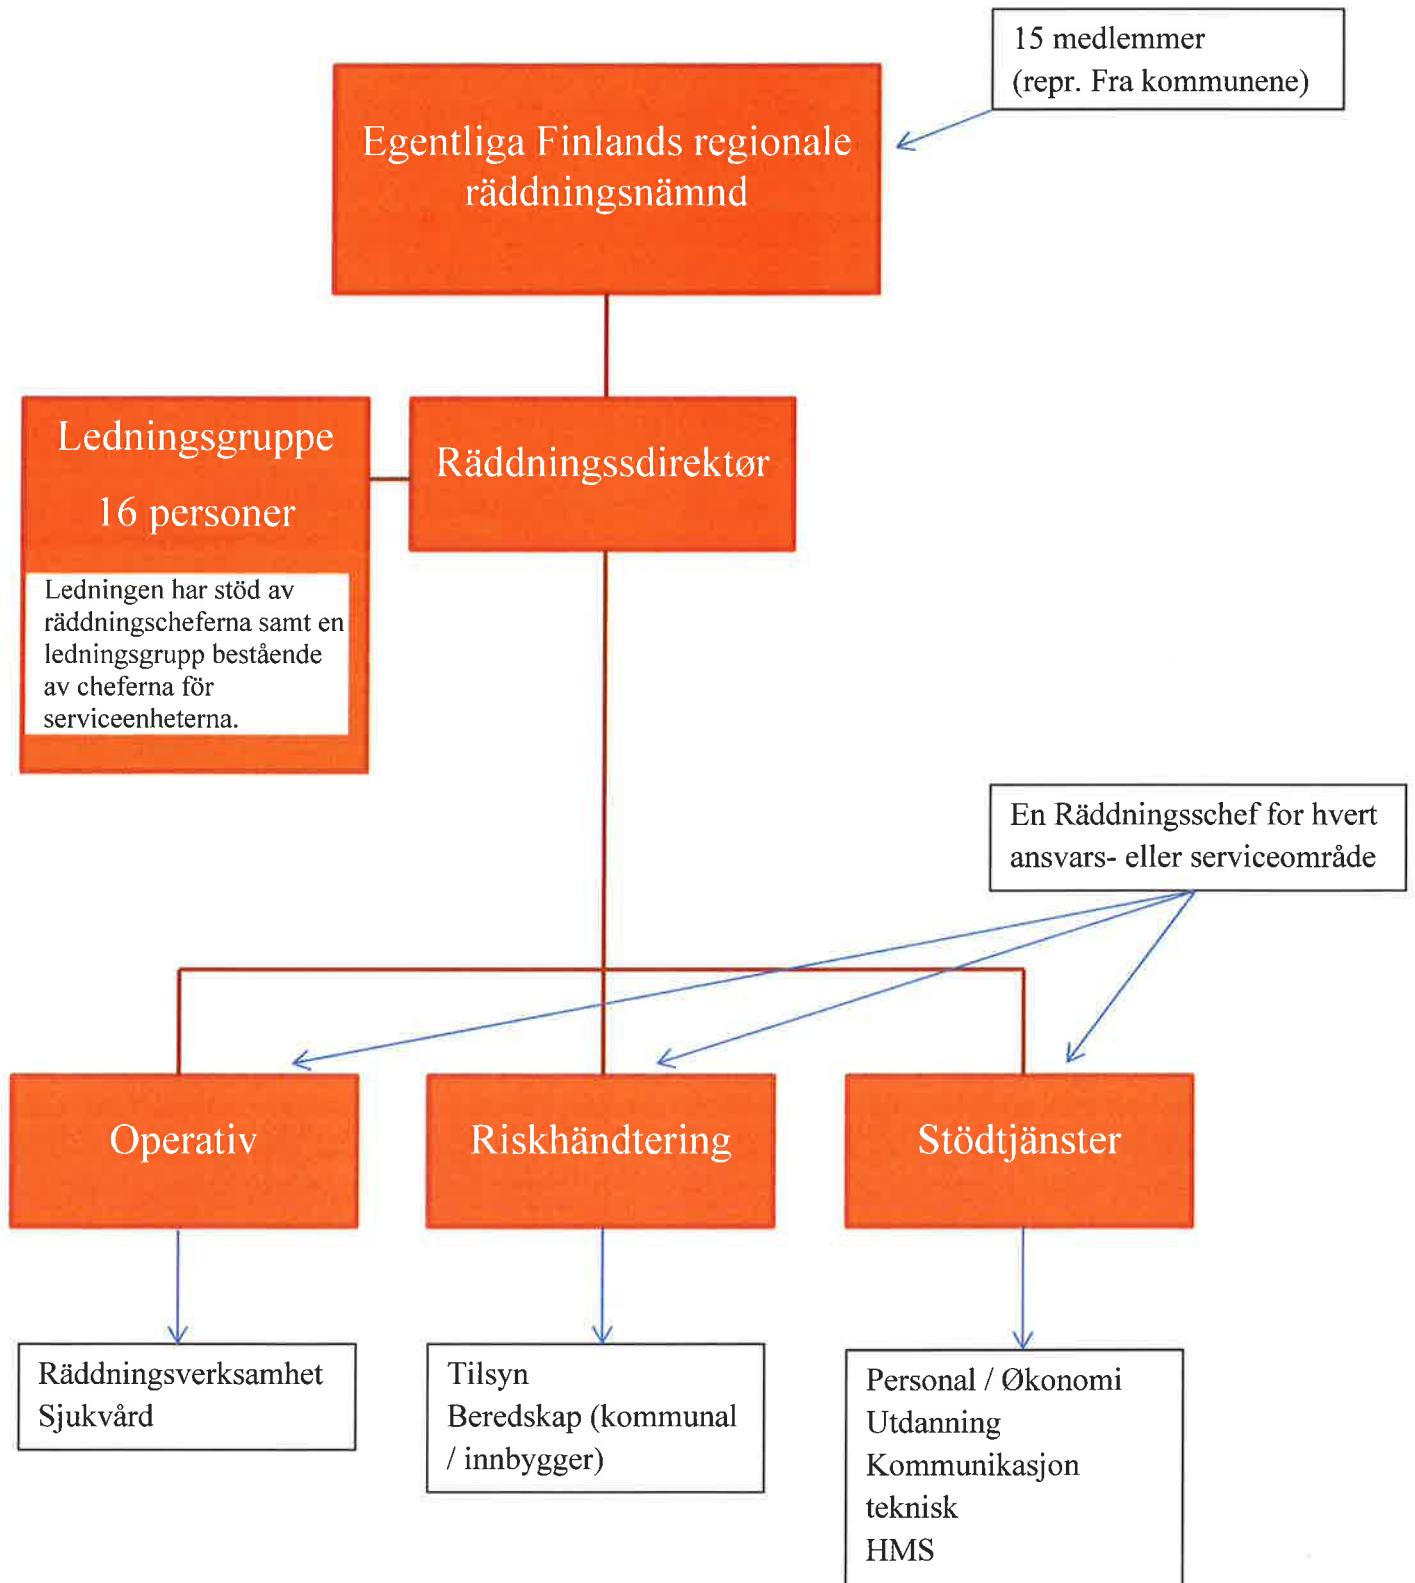 15 medlemmer
(repr. Fra kommunene)
Egentliga Finlands regionale
räddningsnämnd
Ledningsgruppe
16 personer
Ledningen har stöd av
räddningscheferna samt en
ledningsgrupp bestående
av cheferna för
serviceenheterna.
Räddningssdirektør
En Räddningsschef for hvert
ansvars- eller serviceområde
Operativ
Riskhändtering
Stödtjänster
Räddningsverksamhet
Sjukvård
Tilsyn
Beredskap (kommunal
/ innbygger)
Personal / Økonomi
Utdanning
Kommunikasjon
teknisk
HMS